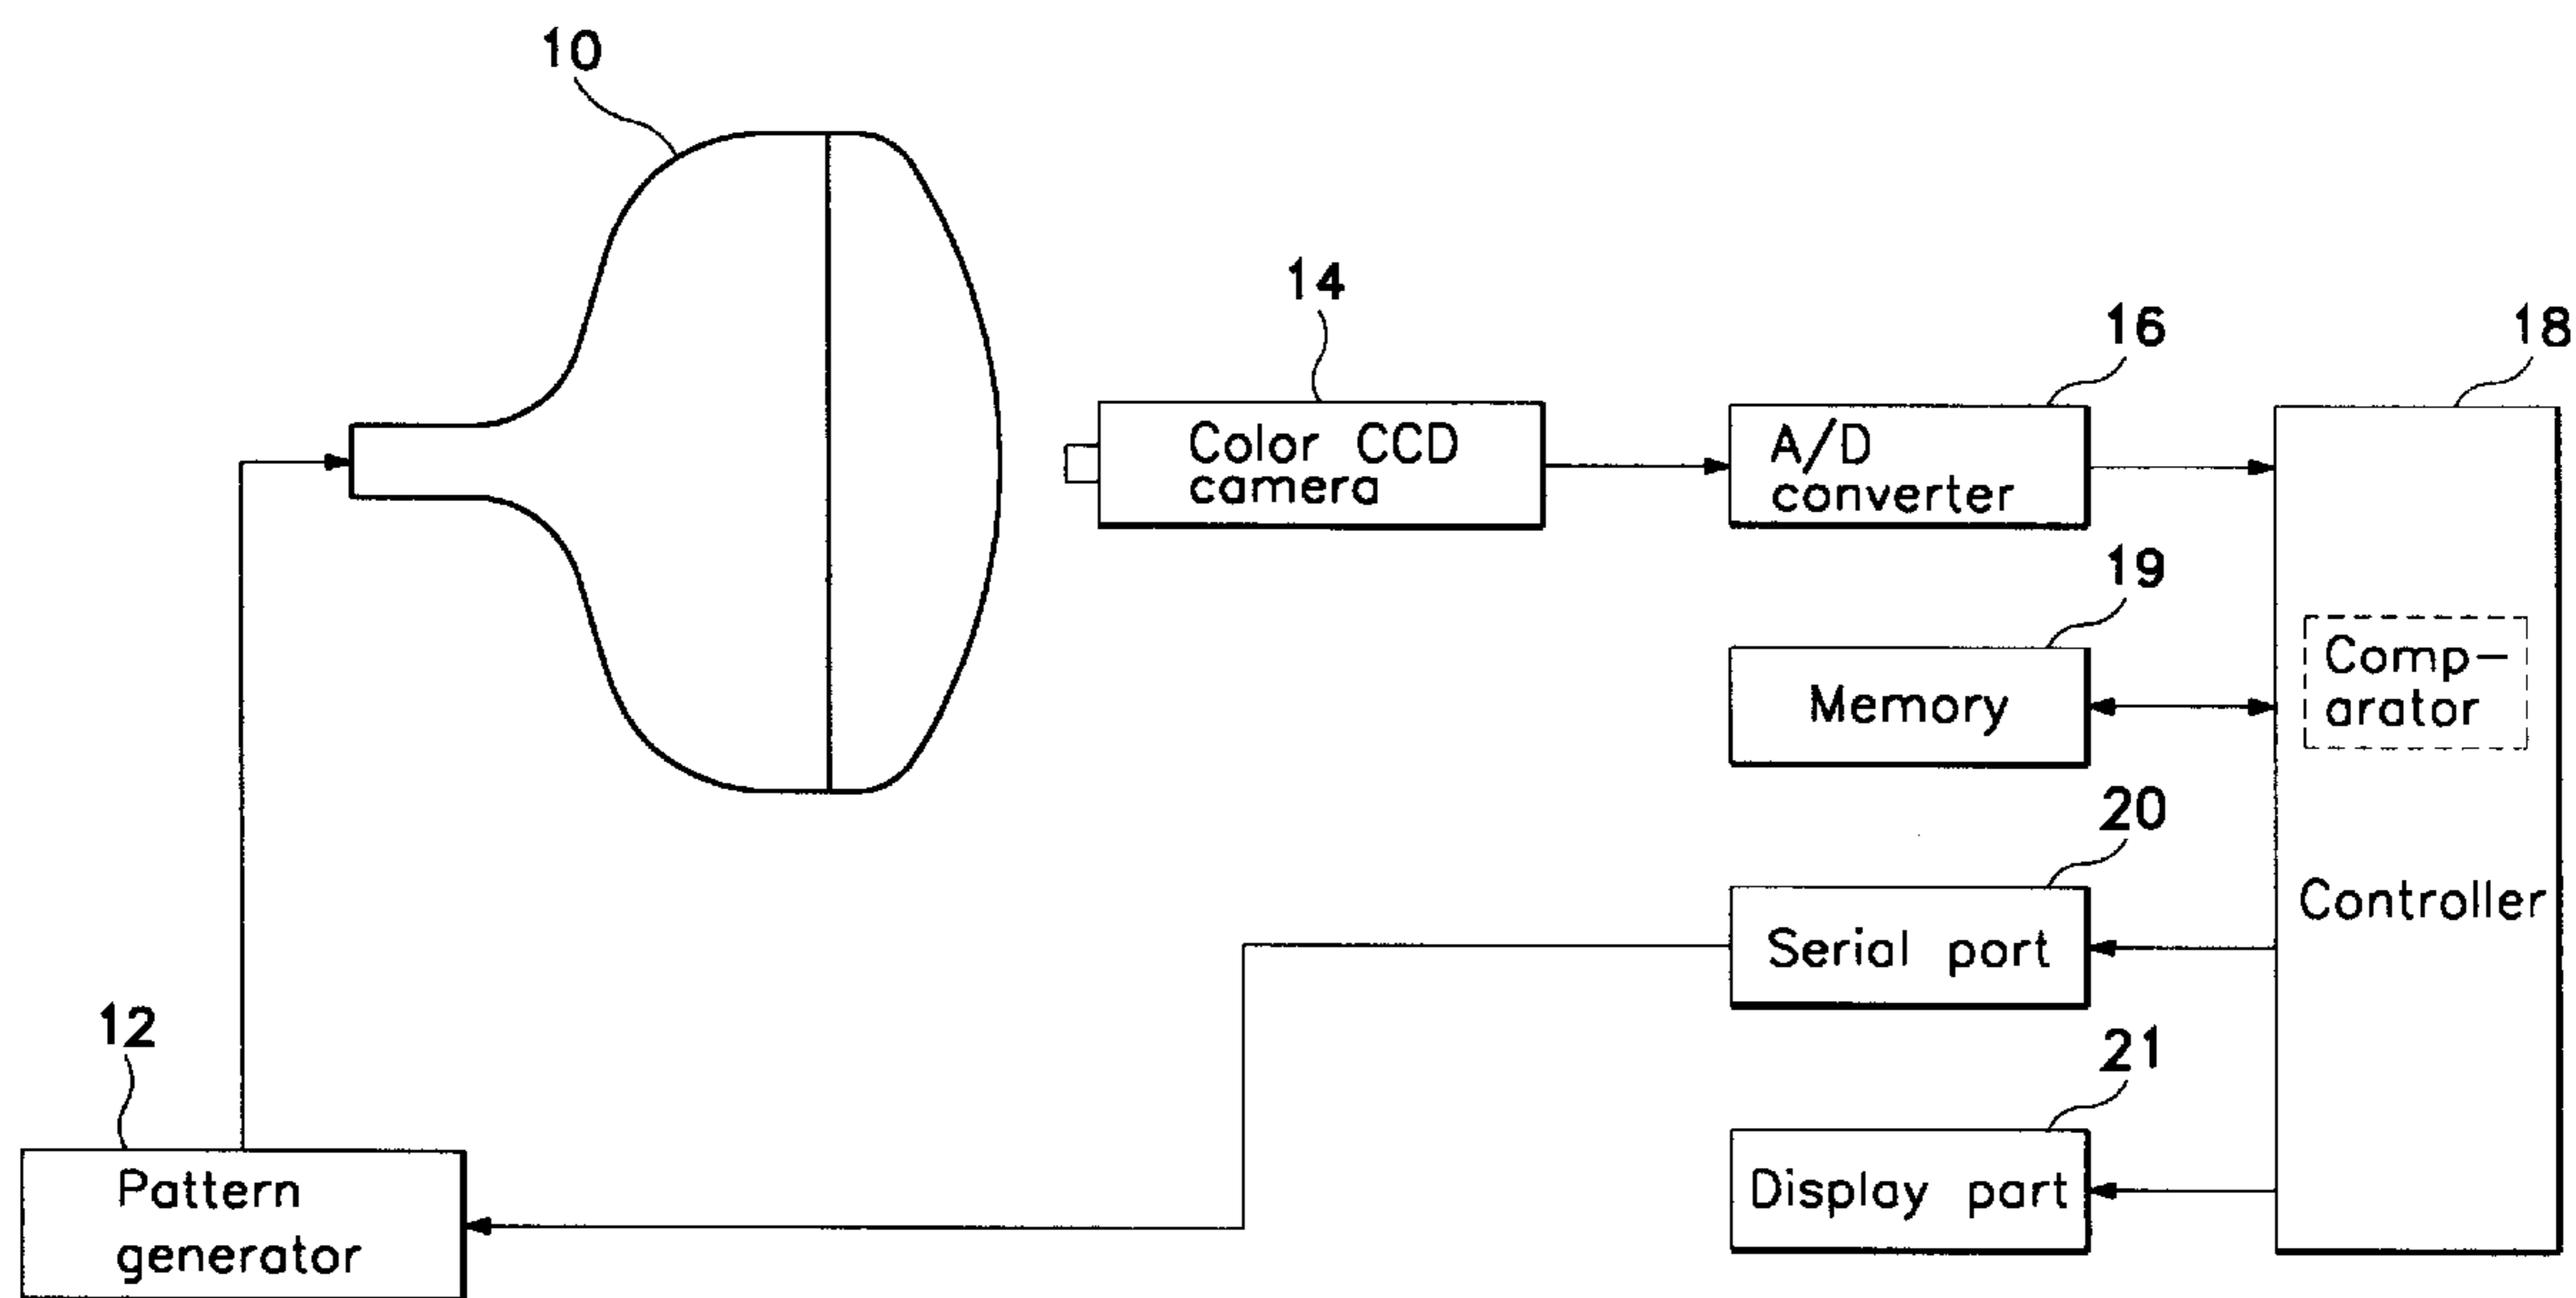 10
14
Color CCD
camera
16
A/D
converter
18
19
Memory
Comp-
arator
20
Serial port
Controller
12
Pattern
generator
21
Display part